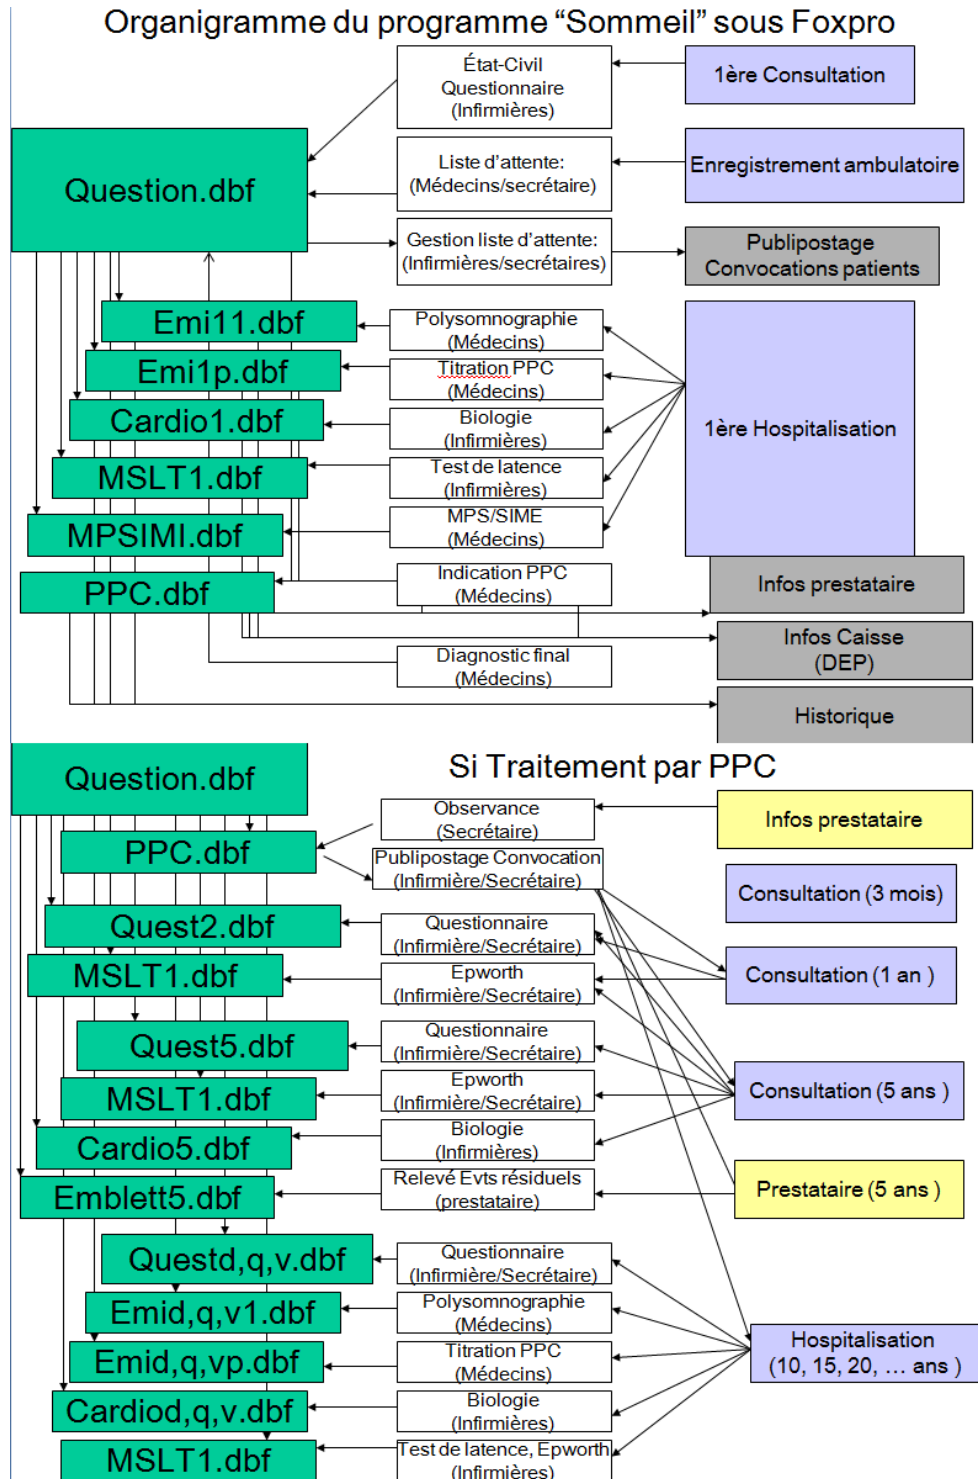 Organigramme du programme “Sommeil” sous Foxpro
État-Civil
Questionnaire
(Infirmières)
1ère Consultation
Question.dbf
Liste d’attente:
(Médecins/secrétaire)
Enregistrement ambulatoire
Gestion liste d’attente:
(Infirmières/secrétaires)
Publipostage
Convocations patients
Emi11.dbf
Polysomnographie
(Médecins)
Emi1p.dbf
Titration PPC
(Médecins)
Cardio1.dbf
Biologie
(Infirmières)
1ère Hospitalisation
MSLT1.dbf
Test de latence
(Infirmières)
MPSIMI.dbf
MPS/SIME
(Médecins)
PPC.dbf
Indication PPC
(Médecins)
Infos prestataire
Infos Caisse
(DEP)
Diagnostic final
(Médecins)
Historique
Question.dbf
Si Traitement par PPC
Observance
(Secrétaire)
Infos prestataire
PPC.dbf
Publipostage Convocation
(Infirmière/Secrétaire)
Consultation (3 mois)
Quest2.dbf
Questionnaire
(Infirmière/Secrétaire)
MSLT1.dbf
Epworth
(Infirmière/Secrétaire)
Consultation (1 an )
Quest5.dbf
Questionnaire
(Infirmière/Secrétaire)
MSLT1.dbf
Epworth
(Infirmière/Secrétaire)
Consultation (5 ans )
Cardio5.dbf
Biologie
(Infirmières)
Emblett5.dbf
Relevé Evts résiduels
(prestataire)
Prestataire (5 ans )
Questd,q,v.dbf
Questionnaire
(Infirmière/Secrétaire)
Emid,q,v1.dbf
Polysomnographie
(Médecins)
Emid,q,vp.dbf
Titration PPC
(Médecins)
Hospitalisation
(10, 15, 20, … ans )
Cardiod,q,v.dbf
Biologie
(Infirmières)
MSLT1.dbf
Test de latence, Epworth
(Infirmières)